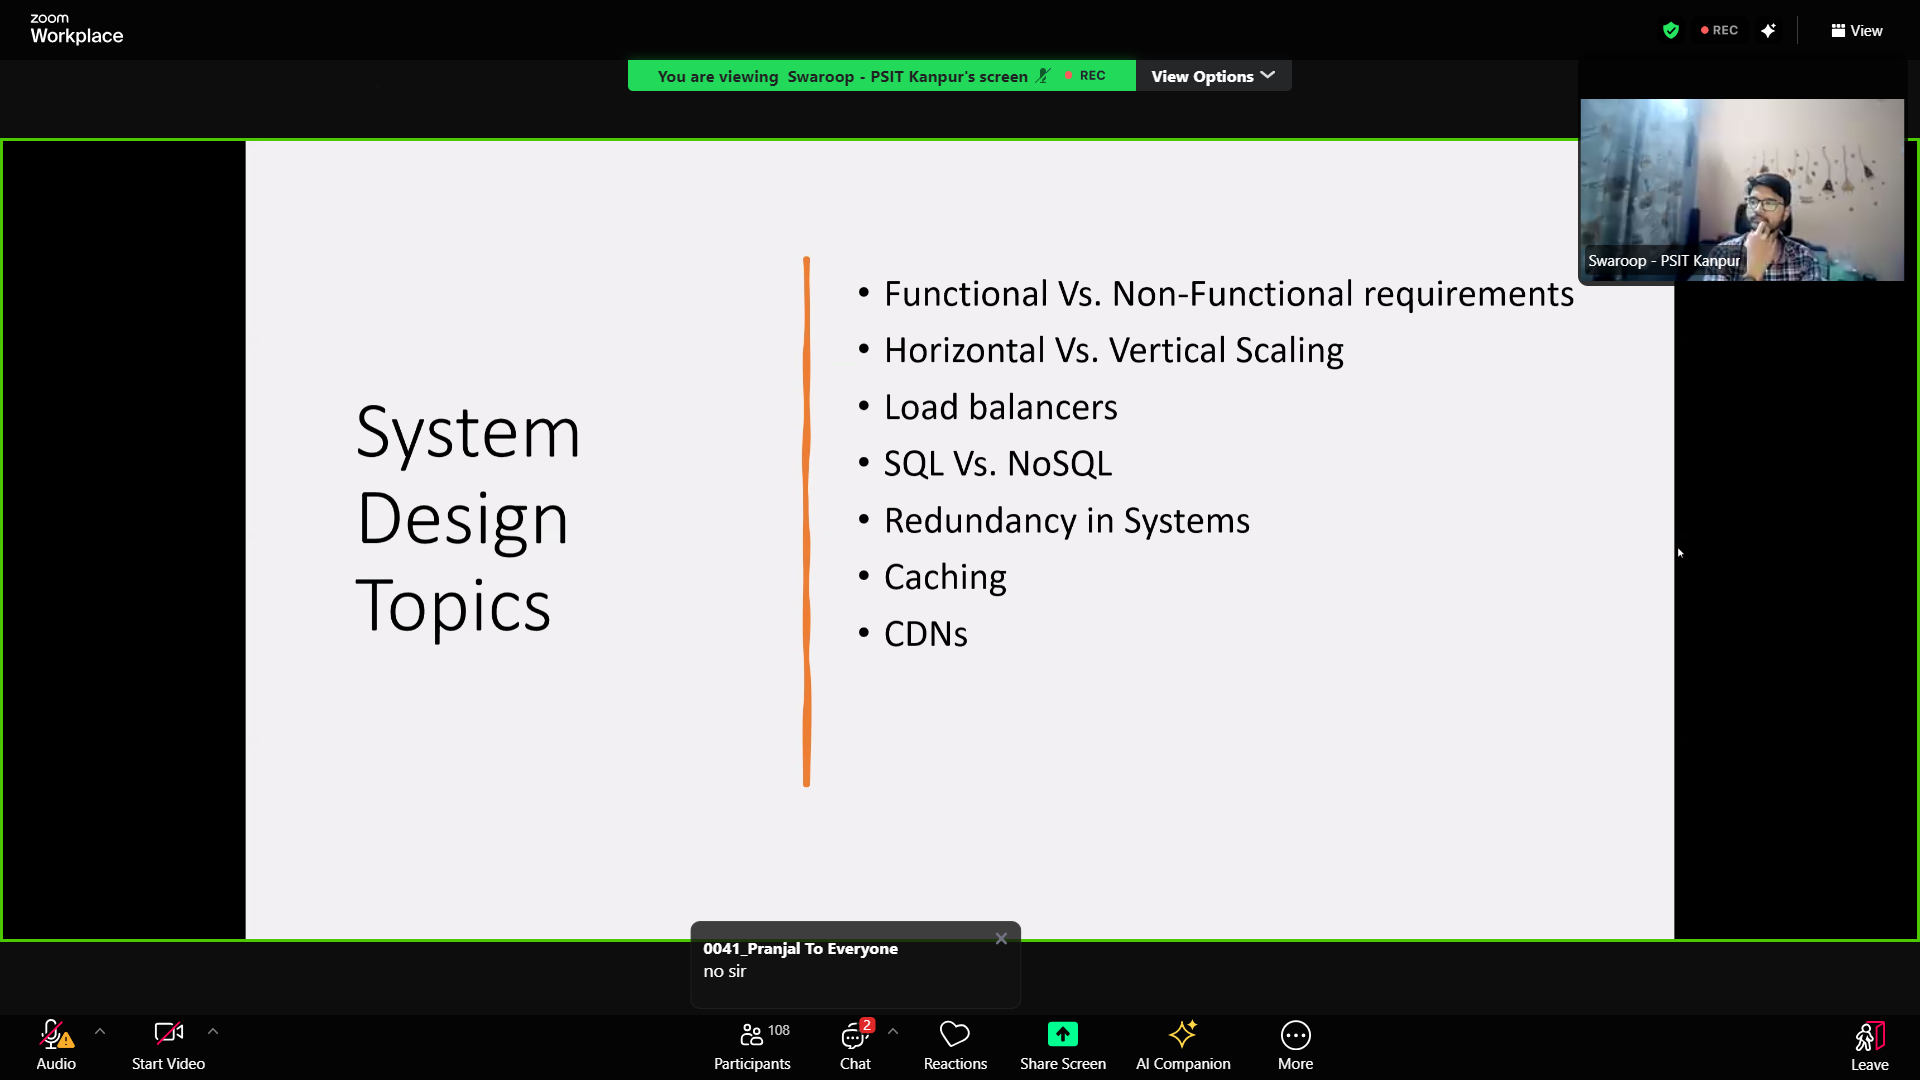 zoom
Workplace
REC
View
You are viewing Swaroop - PSIT Kanpur's screen REC View Options
Swaroop - PSIT Kanpur
System
Design
Topics
• Functional Vs. Non-Functional requirements
• Horizontal Vs. Vertical Scaling
• Load balancers
• SQL Vs. NoSQL
• Redundancy in Systems
• Caching
• CDNs
0041_Pranjal To Everyone
no sir
Audio
Start Video
108
Participants
2
Chat
Reactions
Share Screen
AI Companion
More
Leave